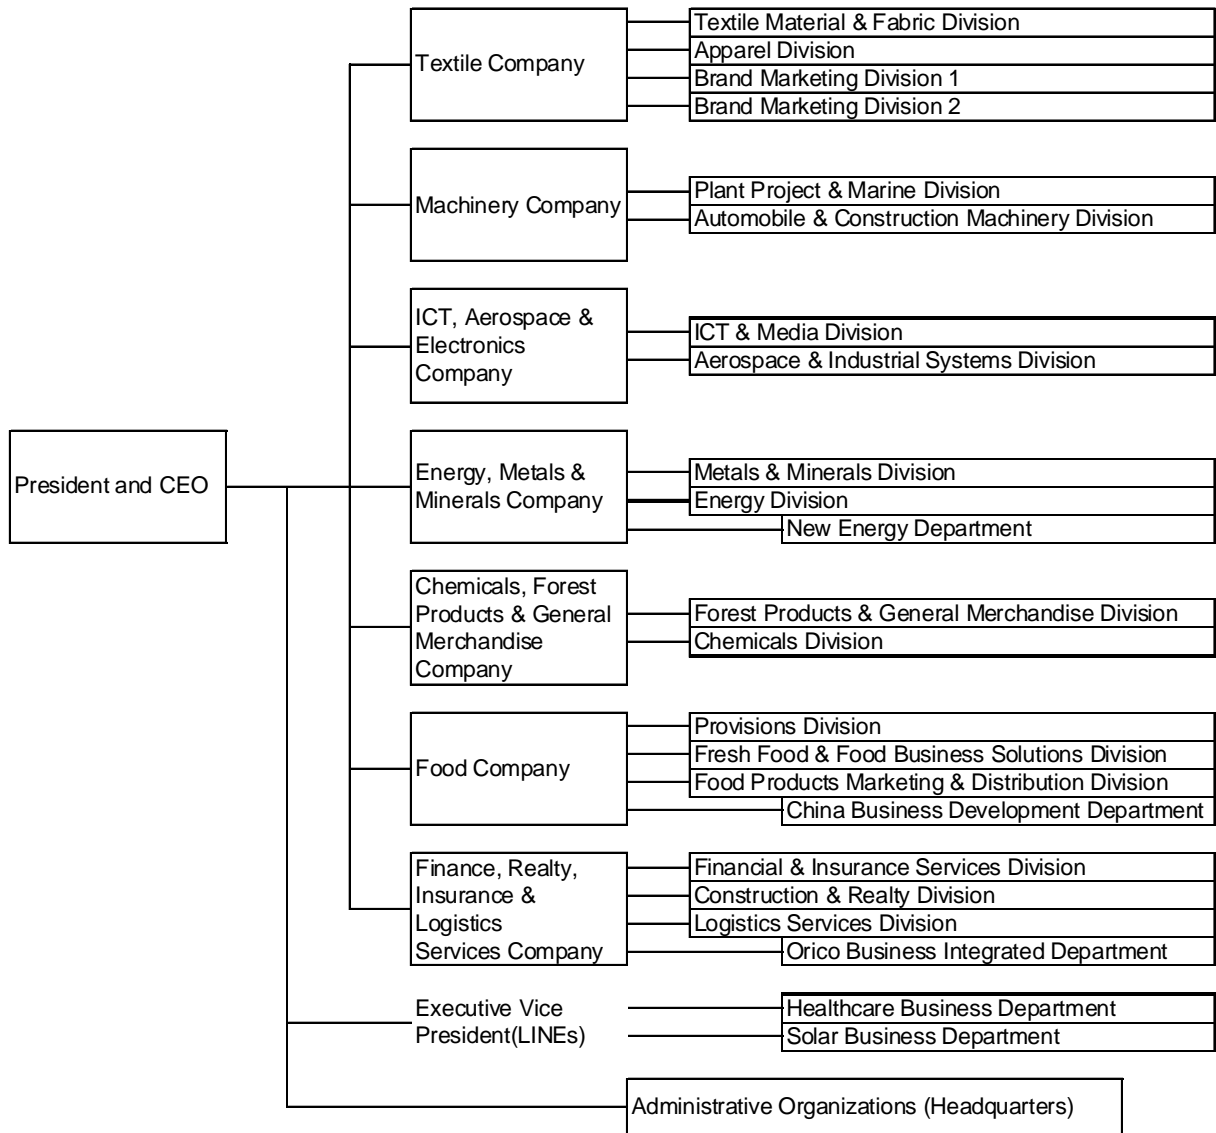 Textile Company
Textile Material & Fabric Division
Apparel Division
Brand Marketing Division 1
Brand Marketing Division 2
Machinery Company
Plant Project & Marine Division
Automobile & Construction Machinery Division
ICT, Aerospace &
Electronics
Company
ICT & Media Division
Aerospace & Industrial Systems Division
President and CEO
Energy, Metals &
Minerals Company
Metals & Minerals Division
Energy Division
New Energy Department
Chemicals, Forest
Products & General
Merchandise
Company
Forest Products & General Merchandise Division
Chemicals Division
Food Company
Provisions Division
Fresh Food & Food Business Solutions Division
Food Products Marketing & Distribution Division
China Business Development Department
Finance, Realty,
Insurance &
Logistics
Services Company
Financial & Insurance Services Division
Construction & Realty Division
Logistics Services Division
Orico Business Integrated Department
Executive Vice
President(LINEs)
Healthcare Business Department
Solar Business Department
Administrative Organizations (Headquarters)